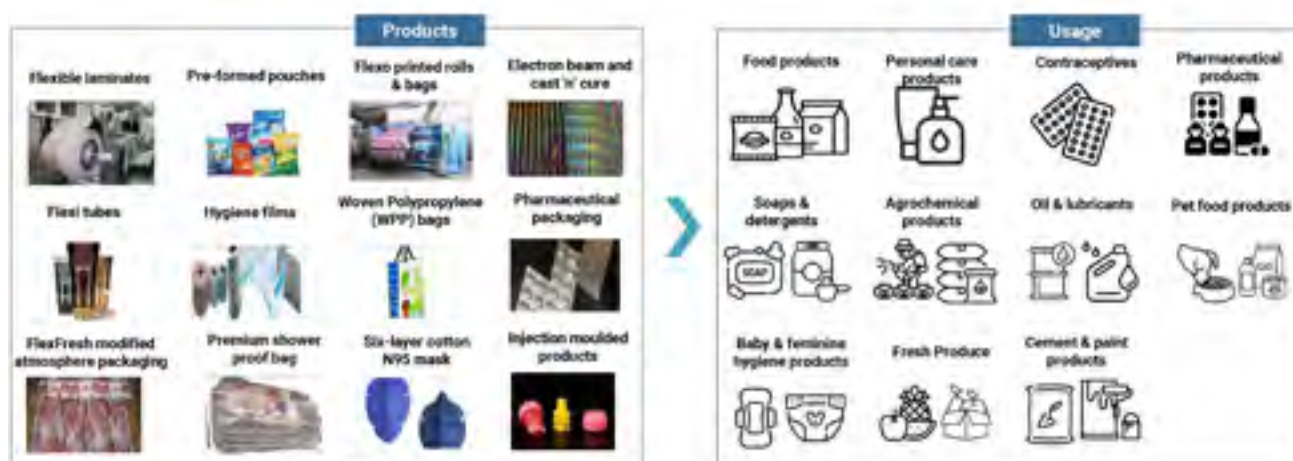 Products
Flexible laminates
Pre-formed pouches
Flexo printed rolls
& bags
Electron beam and
cast 'n' cure
Flexi tubes
Hygiene films
Woven Polypropylene
(WPP) bags
Pharmaceutical
packaging
FlexFresh modified
atmosphere packaging
Premium shower
proof bag
Six-layer cotton
N95 mask
Injection moulded
products
Usage
Food products
Personal care
products
Contraceptives
Pharmaceutical
products
Soaps &
detergents
SOAP
Agrochemical
products
Oil & lubricants
Pet food products
Baby & feminine
hygiene products
Fresh Produce
Cement & paint
products